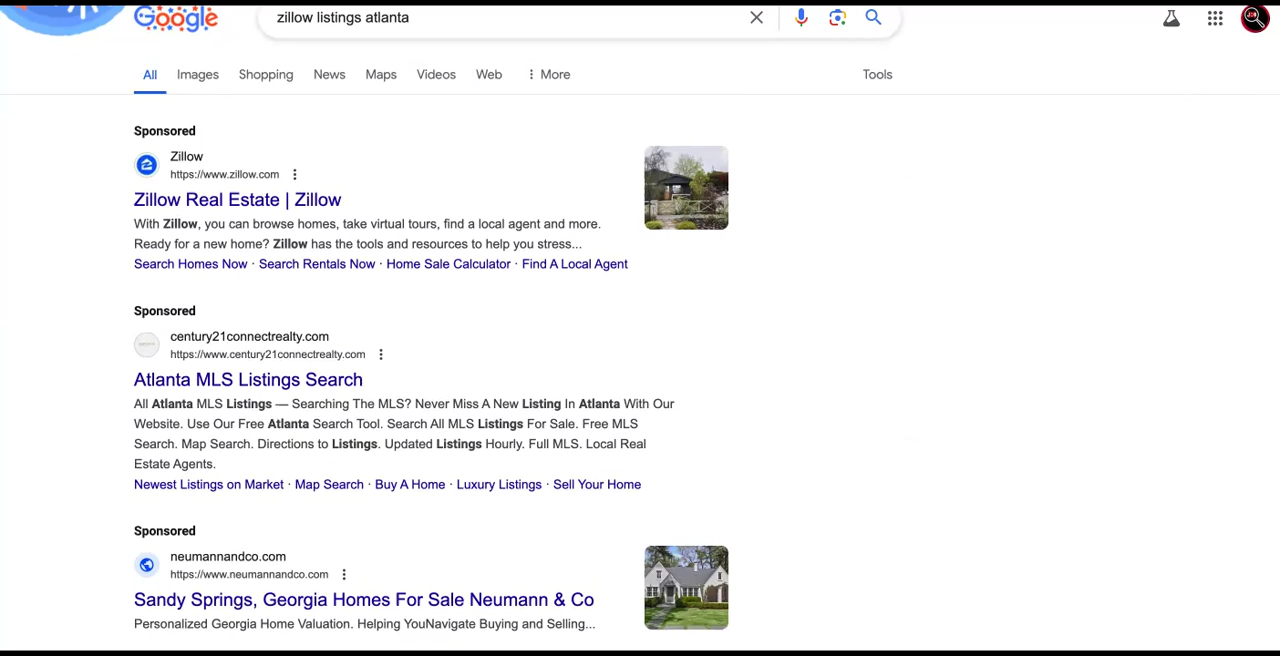 Google
zillow listings atlanta
All Images Shopping News Maps Videos Web More Tools
Sponsored
Zillow
https://www.zillow.com
Zillow Real Estate | Zillow
With Zillow, you can browse homes, take virtual tours, find a local agent and more.
Ready for a new home? Zillow has the tools and resources to help you stress...
Search Homes Now · Search Rentals Now · Home Sale Calculator · Find A Local Agent
Sponsored
century21connectrealty.com
https://www.century21connectrealty.com
Atlanta MLS Listings Search
All Atlanta MLS Listings — Searching The MLS? Never Miss A New Listing In Atlanta With Our
Website. Use Our Free Atlanta Search Tool. Search All MLS Listings For Sale. Free MLS
Search. Map Search. Directions to Listings. Updated Listings Hourly. Full MLS. Local Real
Estate Agents.
Newest Listings on Market · Map Search · Buy A Home · Luxury Listings · Sell Your Home
Sponsored
neumannandco.com
https://www.neumannandco.com
Sandy Springs, Georgia Homes For Sale Neumann & Co
Personalized Georgia Home Valuation. Helping YouNavigate Buying and Selling...